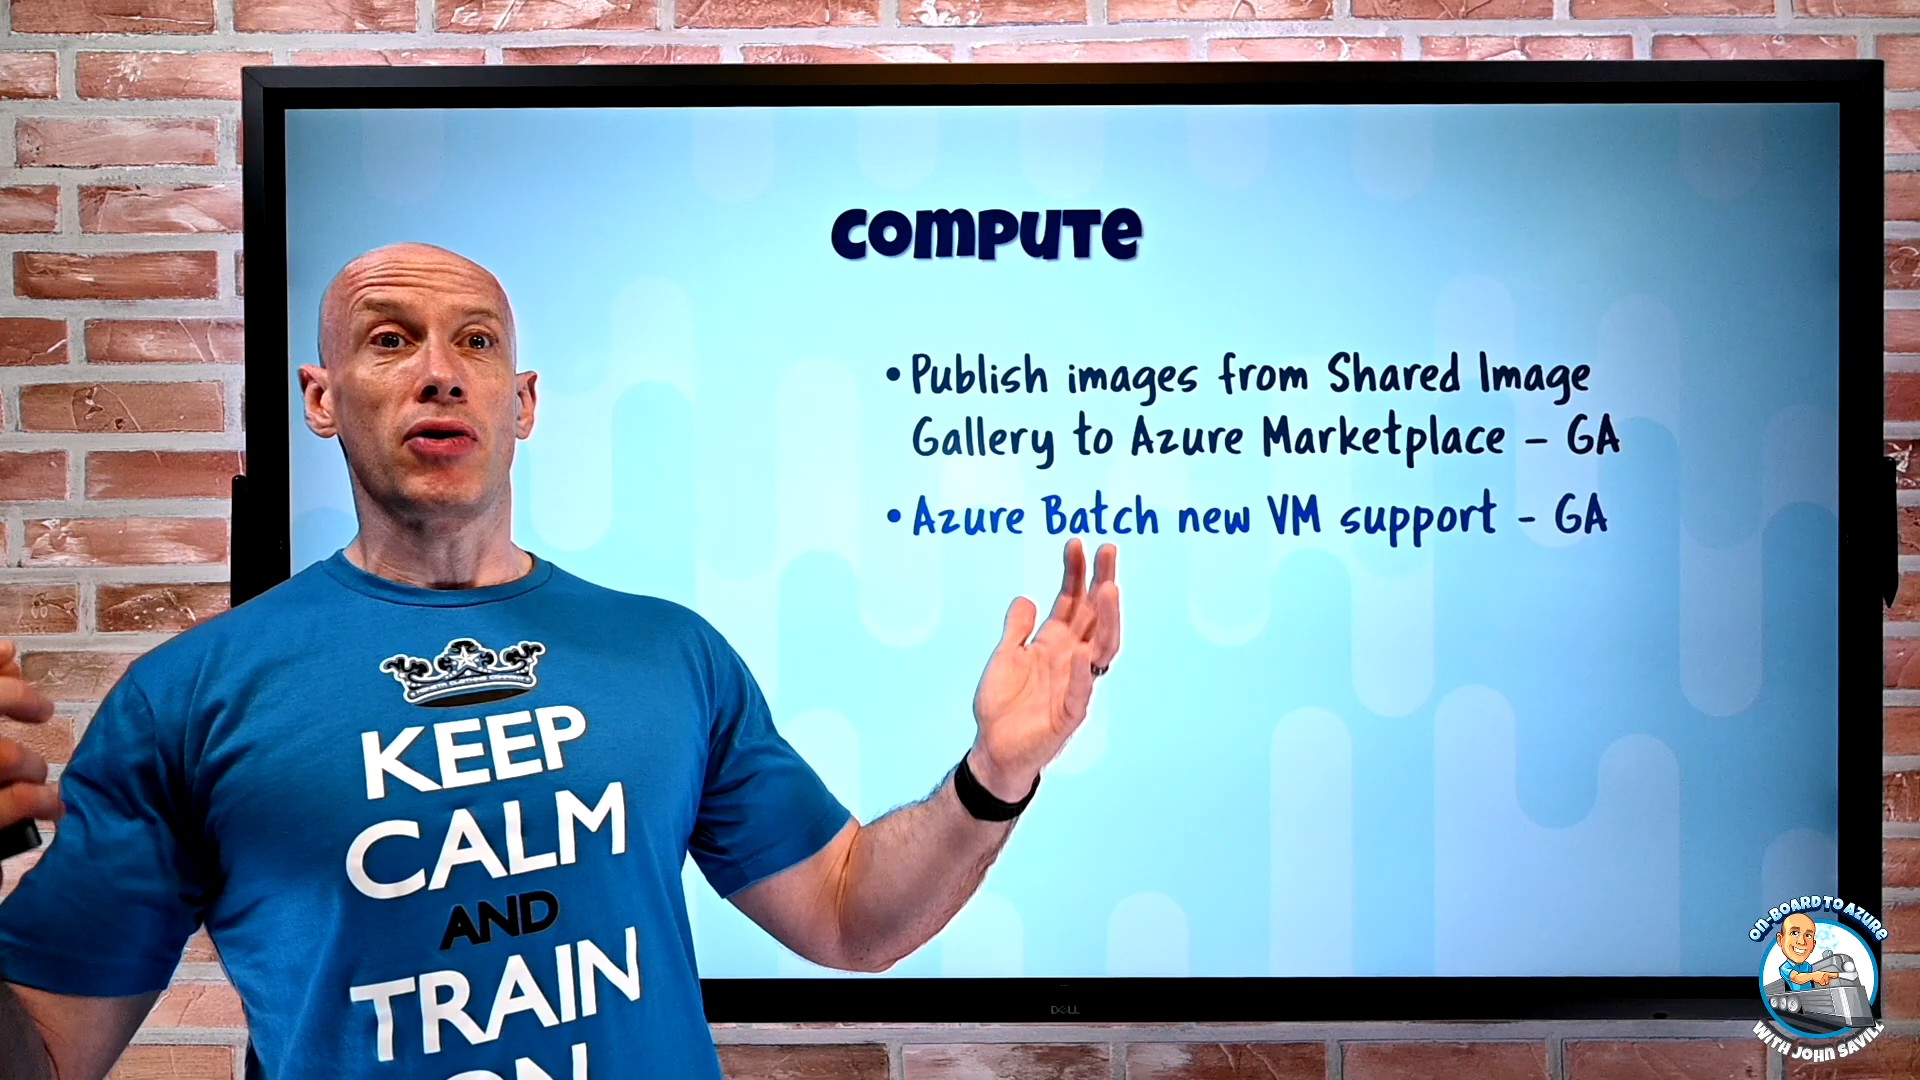 COMPUTE
• Publish images from Shared Image
Gallery to Azure Marketplace – GA
• Azure Batch new VM support – GA
KEEP
CALM
AND
TRAIN
ON
DELL
ON-BOARD TO AZURE
WITH JOHN SAVILL